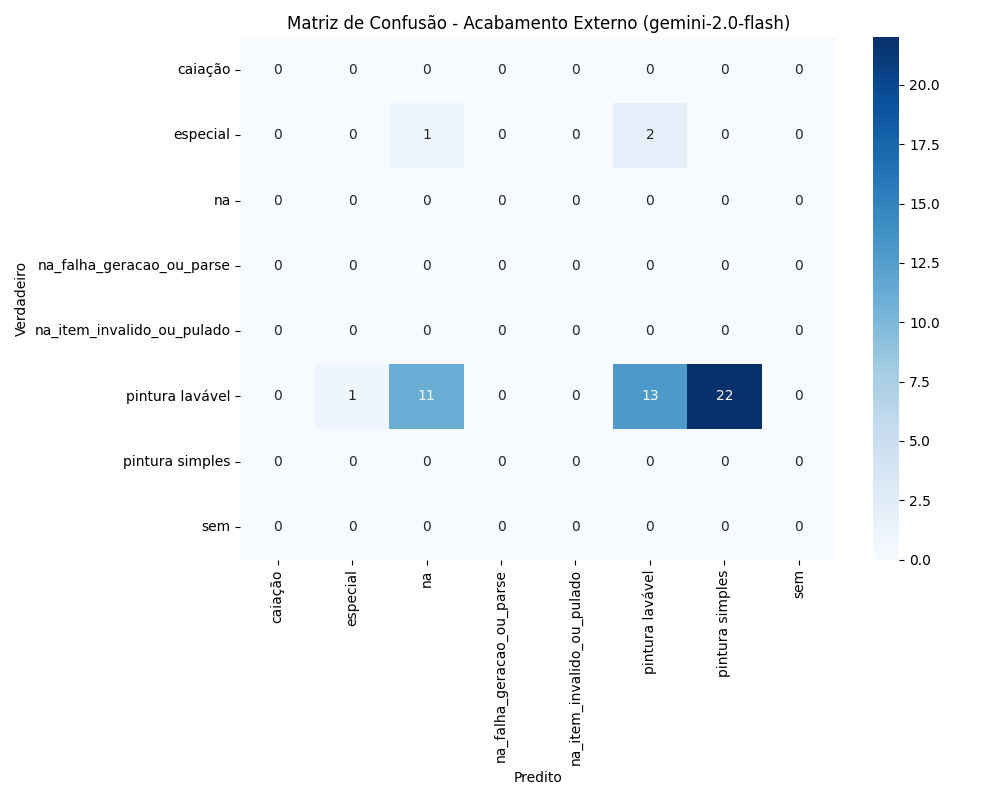 Matriz de Confusão - Acabamento Externo (gemini-2.0-flash)
Verdadeiro
caiação 0 0 0 0 0 0 0 0
especial 0 0 1 0 0 2 0 0
na 0 0 0 0 0 0 0 0
na_falha_geracao_ou_parse 0 0 0 0 0 0 0 0
na_item_invalido_ou_pulado 0 0 0 0 0 0 0 0
pintura lavável 0 1 11 0 0 13 22 0
pintura simples 0 0 0 0 0 0 0 0
sem 0 0 0 0 0 0 0 0
caiação
especial
na
na_falha_geracao_ou_parse
na_item_invalido_ou_pulado
pintura lavável
pintura simples
sem
Predito
20.0
17.5
15.0
12.5
10.0
7.5
5.0
2.5
0.0